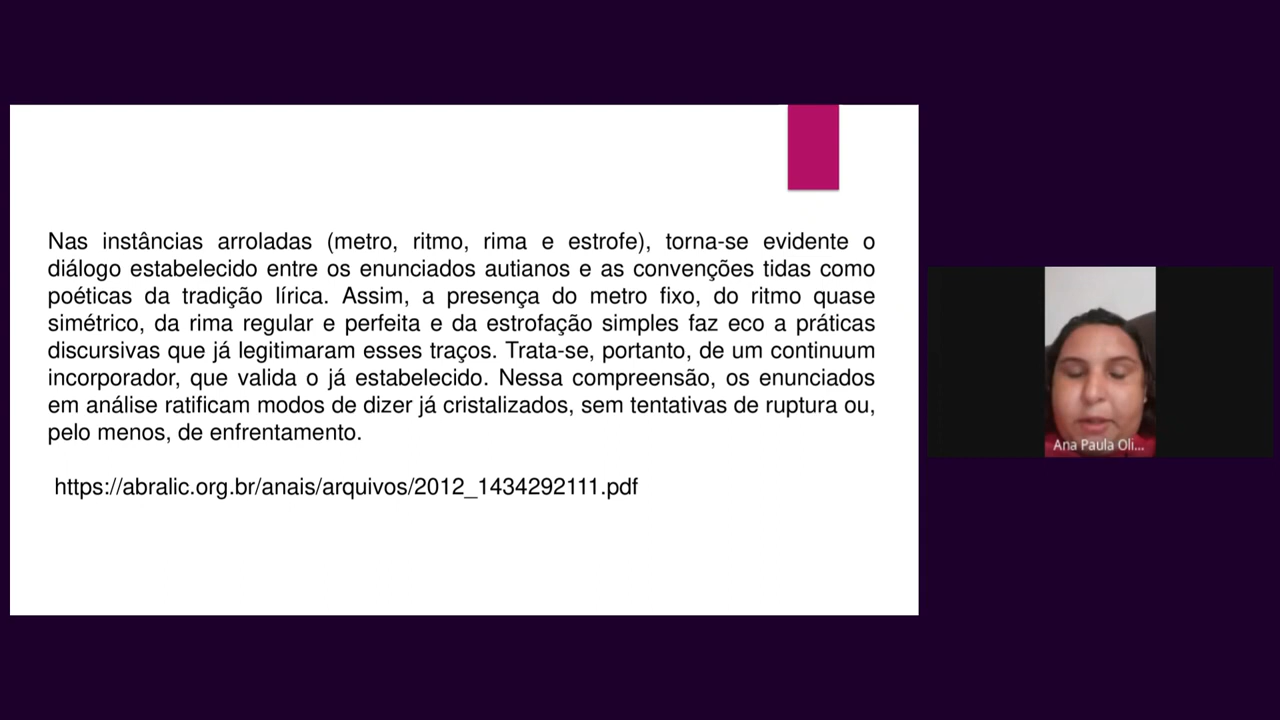 Nas instâncias arroladas (metro, ritmo, rima e estrofe), torna-se evidente o
diálogo estabelecido entre os enunciados autianos e as convenções tidas como
poéticas da tradição lírica. Assim, a presença do metro fixo, do ritmo quase
simétrico, da rima regular e perfeita e da estrofação simples faz eco a práticas
discursivas que já legitimaram esses traços. Trata-se, portanto, de um continuum
incorporador, que valida o já estabelecido. Nessa compreensão, os enunciados
em análise ratificam modos de dizer já cristalizados, sem tentativas de ruptura ou,
pelo menos, de enfrentamento.
https://abralic.org.br/anais/arquivos/2012_1434292111.pdf
Ana Paula Oli...